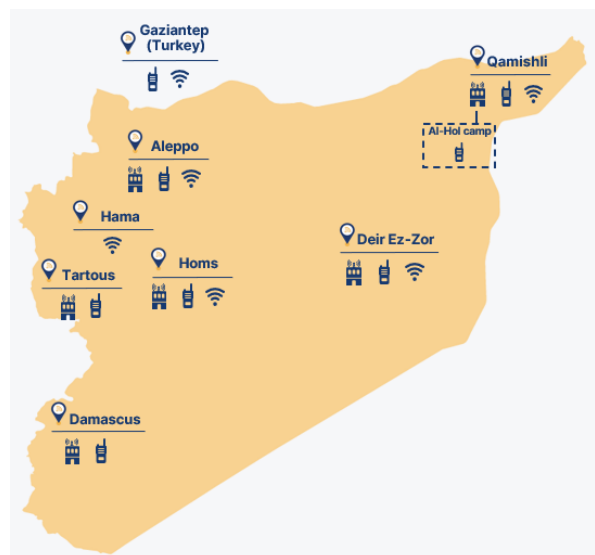 Gaziantep
(Turkey)
Qamishli
Al-Hol camp
Aleppo
Hama
Deir Ez-Zor
Homs
Tartous
Damascus